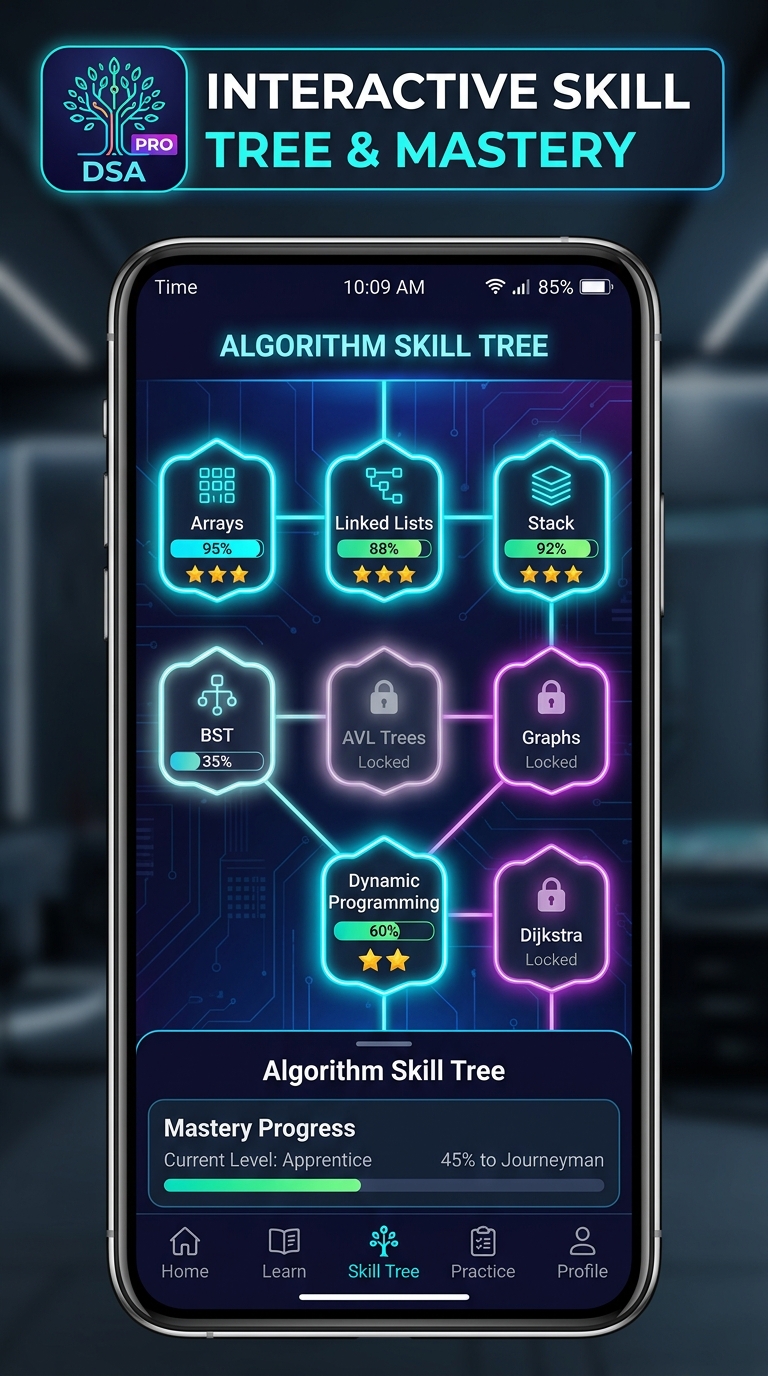 INTERACTIVE SKILL
TREE & MASTERY
PRO
DSA
Time 10:09 AM 85%
ALGORITHM SKILL TREE
Arrays Linked Lists Stack
95% 88% 92%
BST AVL Trees Graphs
35% Locked Locked
Dynamic
Programming
60%
Dijkstra
Locked
Algorithm Skill Tree
Mastery Progress
Current Level: Apprentice 45% to Journeyman
Home Learn Skill Tree Practice Profile